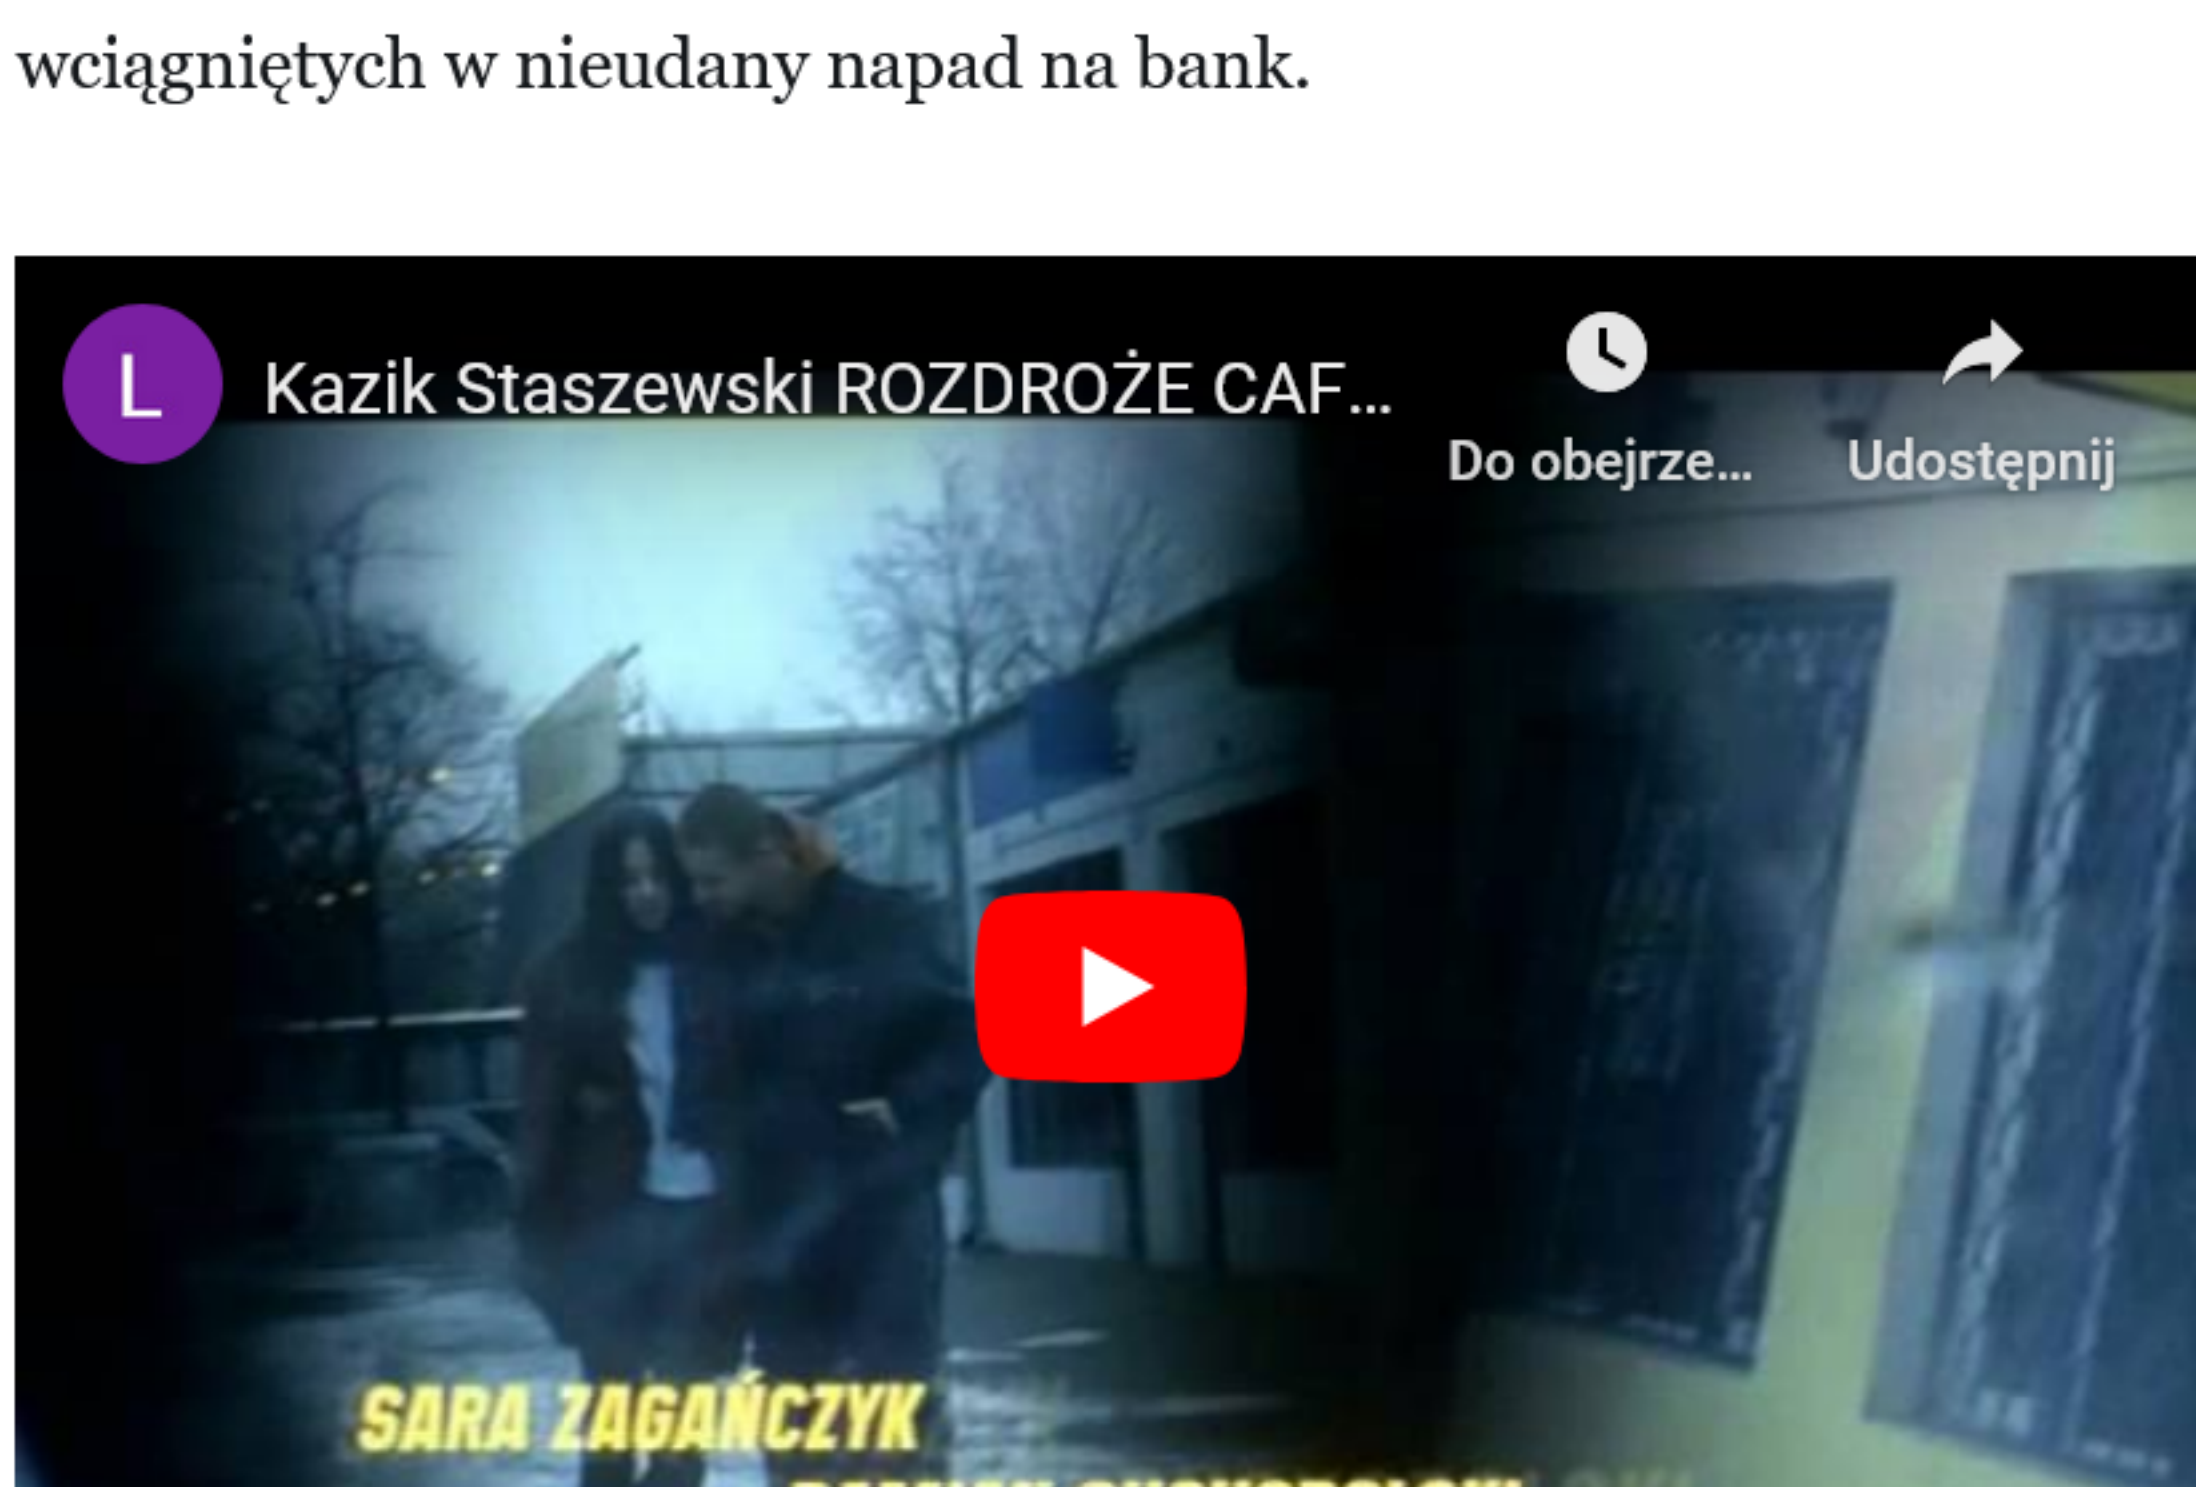 wciągniętych w nieudany napad na bank.
L
Kazik Staszewski ROZDROŻE CAF...
Do obejrze...
Udostępnij
SARA ZAGAŃCZYK